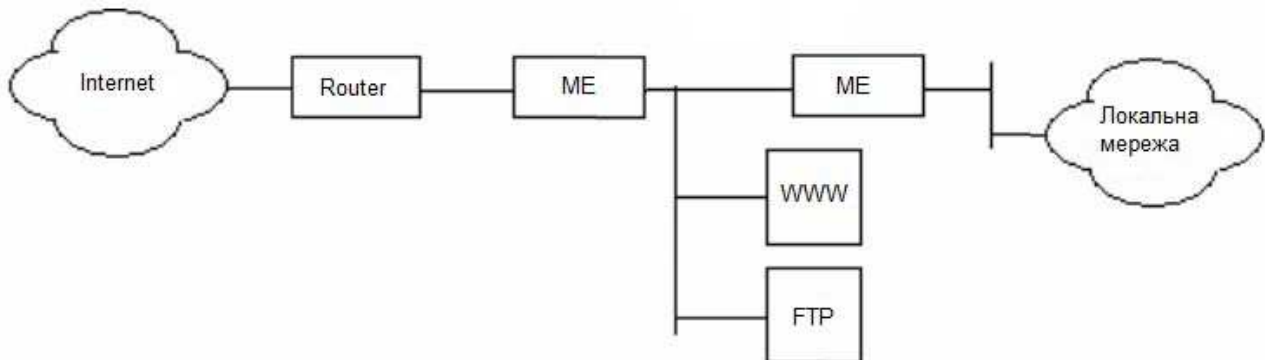 Internet
Router
ME
ME
Локальна
мережа
WWW
FTP